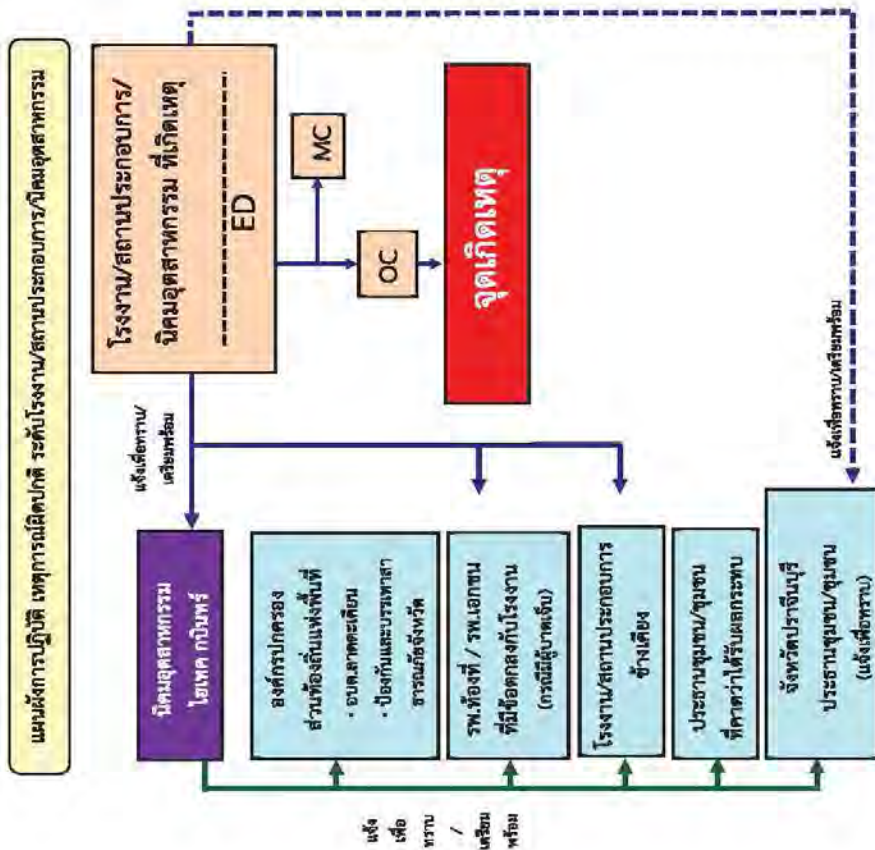 แผนผังการปฏิบัติ เหตุการณ์ผิดปกติ ระดับโรงงาน/สถานประกอบการ/นิคมอุตสาหกรรม
โรงงาน/สถานประกอบการ/
นิคมอุตสาหกรรม ที่เกิดเหตุ
ED
MC
OC
จุดเกิดเหตุ
แจ้งเพื่อทราบ/
เตรียมพร้อม
แจ้งเพื่อทราบ/เตรียมพร้อม
นิคมอุตสาหกรรม
ไฮเทค กบินทร์
องค์กรปกครอง
ส่วนท้องถิ่นแห่งพื้นที่
· อบต.ลาดตะเคียน
· ป้องกันและบรรเทาสา
ธารณภัยจังหวัด
รพ.ท้องที่ / รพ.เอกชน
ที่มีข้อตกลงกับโรงงาน
(กรณีมีผู้บาดเจ็บ)
โรงงาน/สถานประกอบการ
ข้างเคียง
ประธานชุมชน/ชุมชน
ที่คาดว่าได้รับผลกระทบ
จังหวัดปราจีนบุรี
ประธานชุมชน/ชุมชน
(แจ้งเพื่อทราบ)
แจ้ง
เพื่อ
ทราบ
/
เตรียม
พร้อม